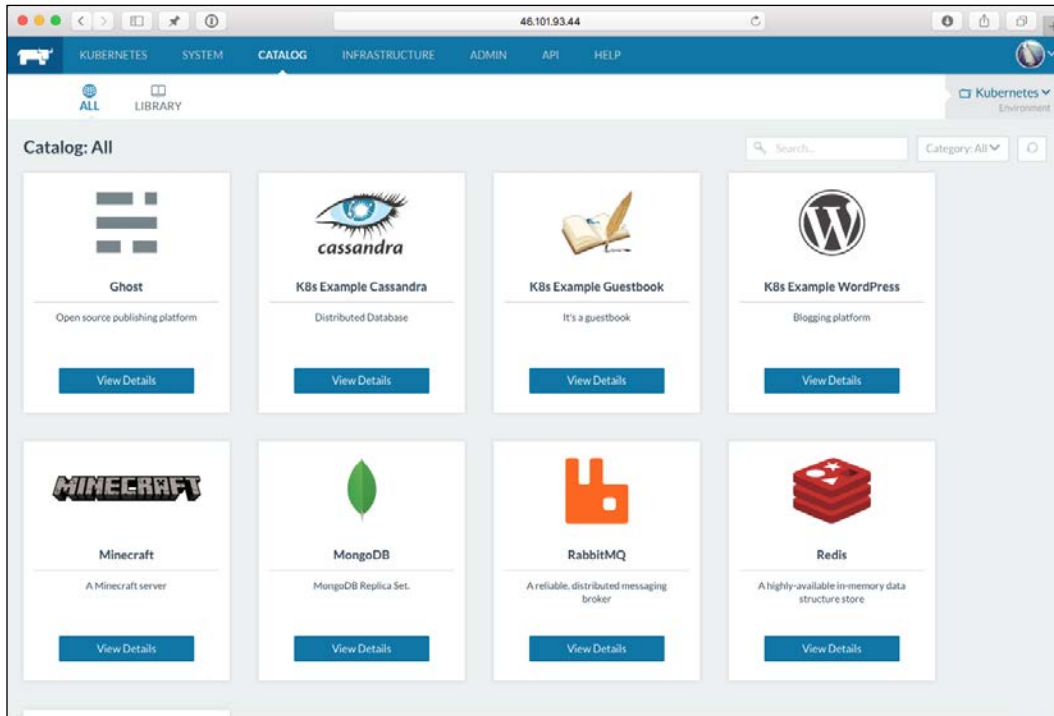 46.101.93.44
KUBERNETES SYSTEM CATALOG INFRASTRUCTURE ADMIN API HELP
ALL LIBRARY
Kubernetes
Environment
Catalog: All
Search...
Category: All
cassandra
Ghost
Open source publishing platform
View Details
K8s Example Cassandra
Distributed Database
View Details
K8s Example Guestbook
It's a guestbook
View Details
W
K8s Example WordPress
Blogging platform
View Details
MINECRAFT
Minecraft
A Minecraft server
View Details
MongoDB
MongoDB Replica Set.
View Details
RabbitMQ
A reliable, distributed messaging
broker
View Details
Redis
A highly-available in-memory data
structure store
View Details